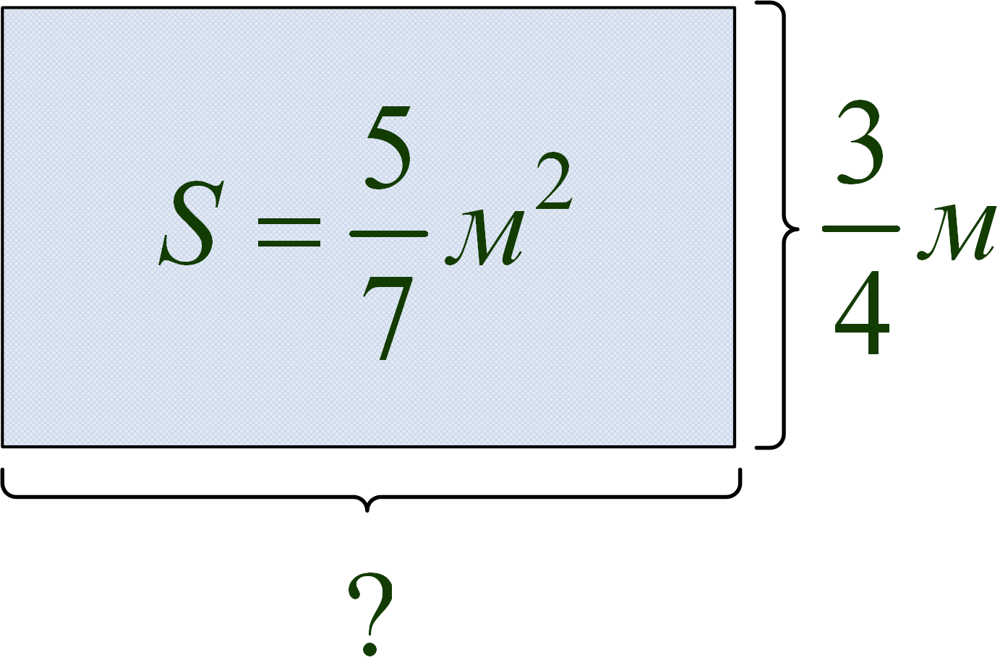 S = 5/7 м²
3/4 м
?